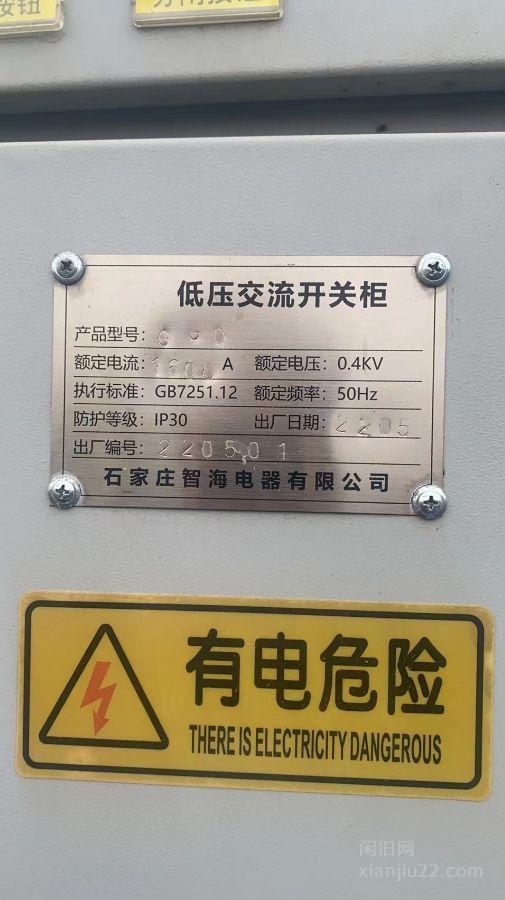 按钮
低压交流开关柜
产品型号: GGD
额定电流: 1600 A 额定电压: 0.4KV
执行标准: GB7251.12 额定频率: 50Hz
防护等级: IP30 出厂日期: 2205
出厂编号: 220501
石家庄智海电器有限公司
有电危险
THERE IS ELECTRICITY DANGEROUS
闲旧网
xianjiu22.com